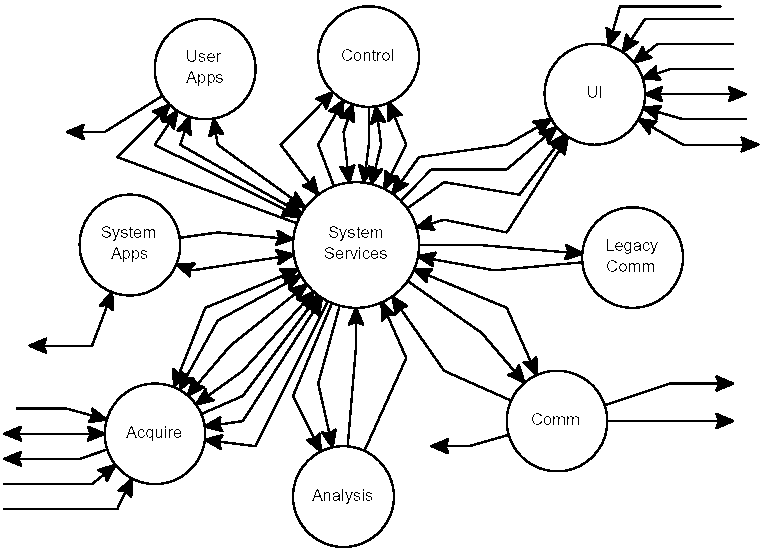 User
Apps
Control
UI
System
Apps
System
Services
Legacy
Comm
Acquire
Analysis
Comm